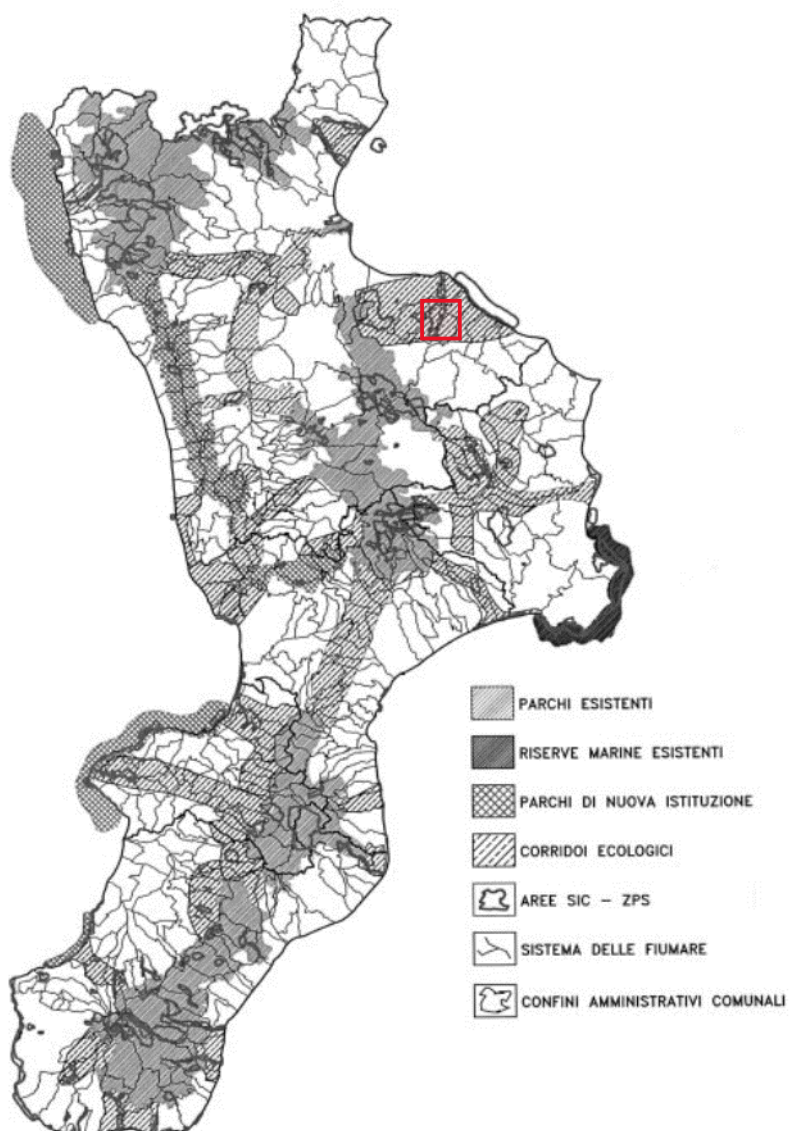 PARCHI ESISTENTI
RISERVE MARINE ESISTENTI
PARCHI DI NUOVA ISTITUZIONE
CORRIDOI ECOLOGICI
AREE SIC – ZPS
SISTEMA DELLE FIUMARE
CONFINI AMMINISTRATIVI COMUNALI